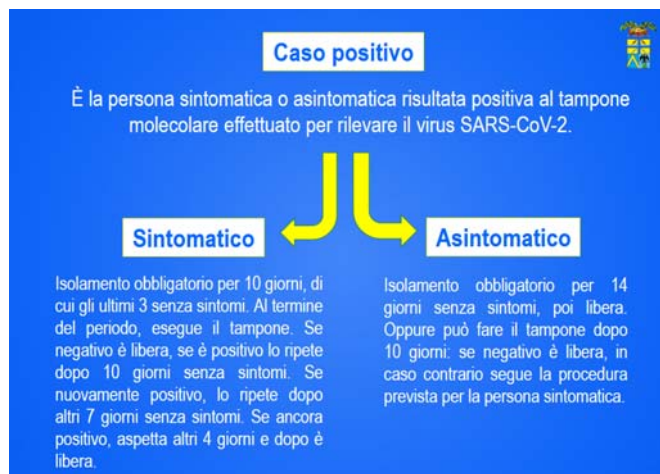 Caso positivo
È la persona sintomatica o asintomatica risultata positiva al tampone
molecolare effettuato per rilevare il virus SARS-CoV-2.
Sintomatico
Isolamento obbligatorio per 10 giorni, di
cui gli ultimi 3 senza sintomi. Al termine
del periodo, esegue il tampone. Se
negativo è libera, se è positivo lo ripete
dopo 10 giorni senza sintomi. Se
nuovamente positivo, lo ripete dopo
altri 7 giorni senza sintomi. Se ancora
positivo, aspetta altri 4 giorni e dopo è
libera.
Asintomatico
Isolamento obbligatorio per 14
giorni senza sintomi, poi libera.
Oppure può fare il tampone dopo
10 giorni: se negativo è libera, in
caso contrario segue la procedura
prevista per la persona sintomatica.